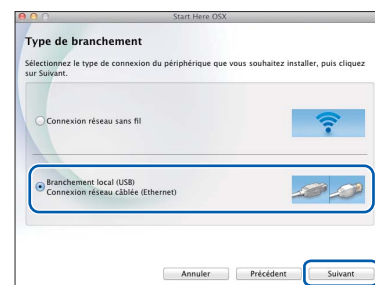 Start Here OSX
Type de branchement
Sélectionnez le type de connexion du périphérique que vous souhaitez installer, puis cliquez
sur Suivant.
Connexion réseau sans fil
Branchement local (USB)
Connexion réseau câblée (Ethernet)
Annuler
Précédent
Suivant